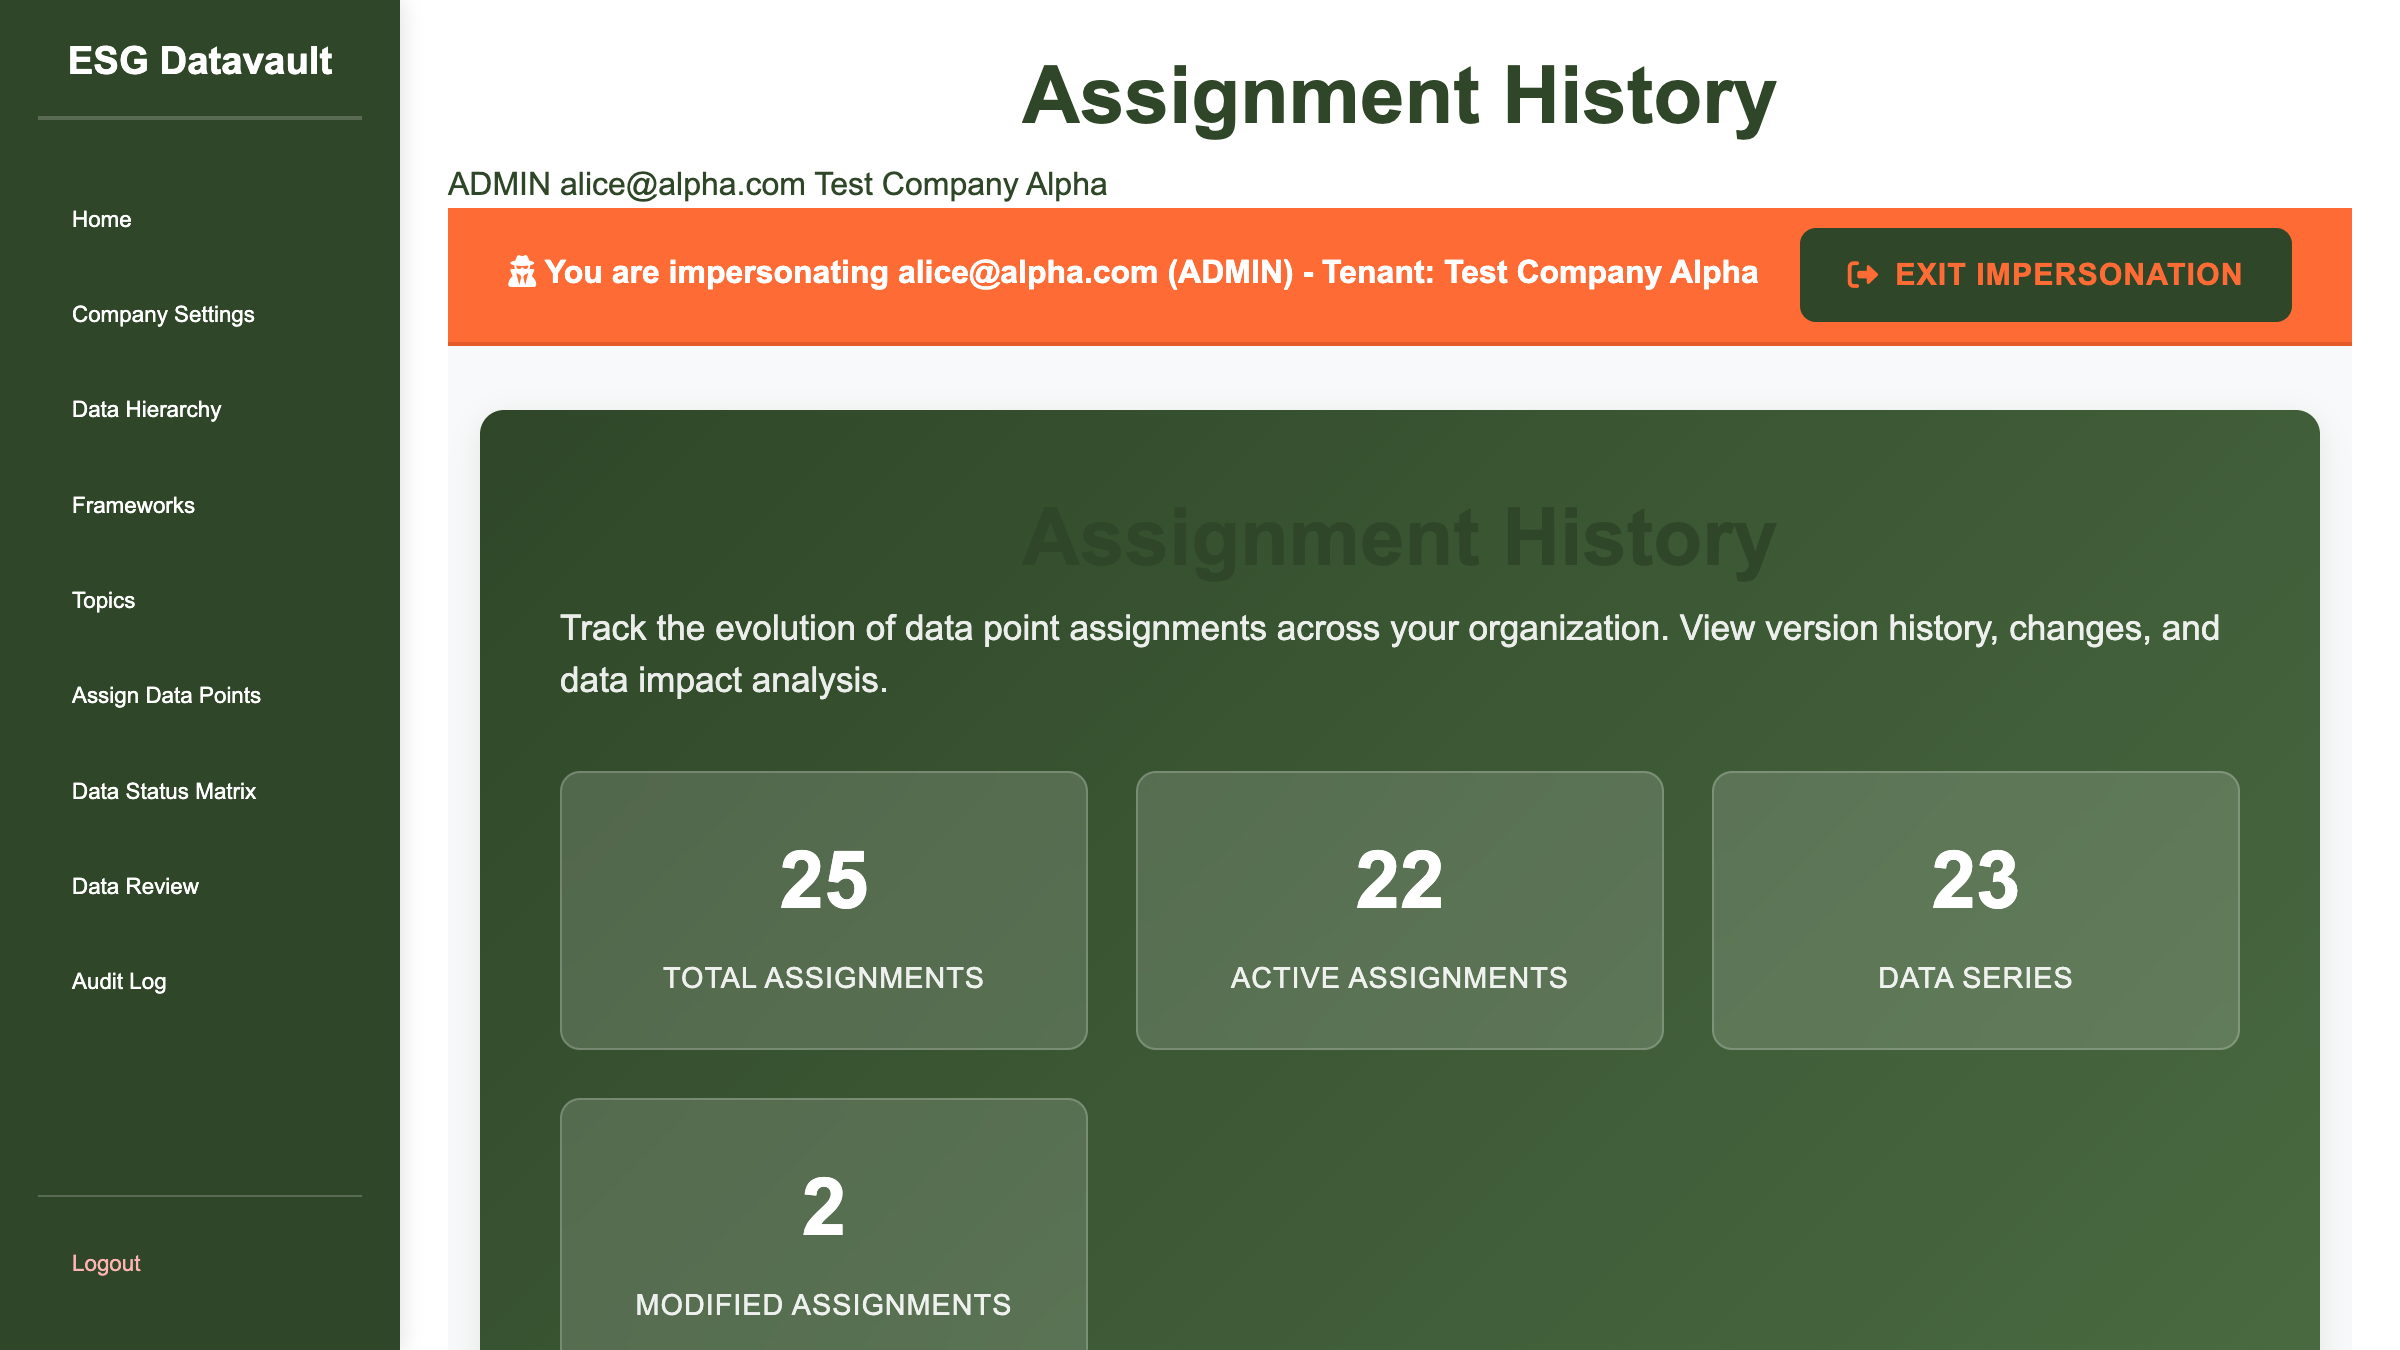 ESG Datavault
Home
Company Settings
Data Hierarchy
Frameworks
Topics
Assign Data Points
Data Status Matrix
Data Review
Audit Log
Logout
Assignment History
ADMIN alice@alpha.com Test Company Alpha
You are impersonating alice@alpha.com (ADMIN) - Tenant: Test Company Alpha
EXIT IMPERSONATION
Assignment History
Track the evolution of data point assignments across your organization. View version history, changes, and
data impact analysis.
25
TOTAL ASSIGNMENTS
22
ACTIVE ASSIGNMENTS
23
DATA SERIES
2
MODIFIED ASSIGNMENTS